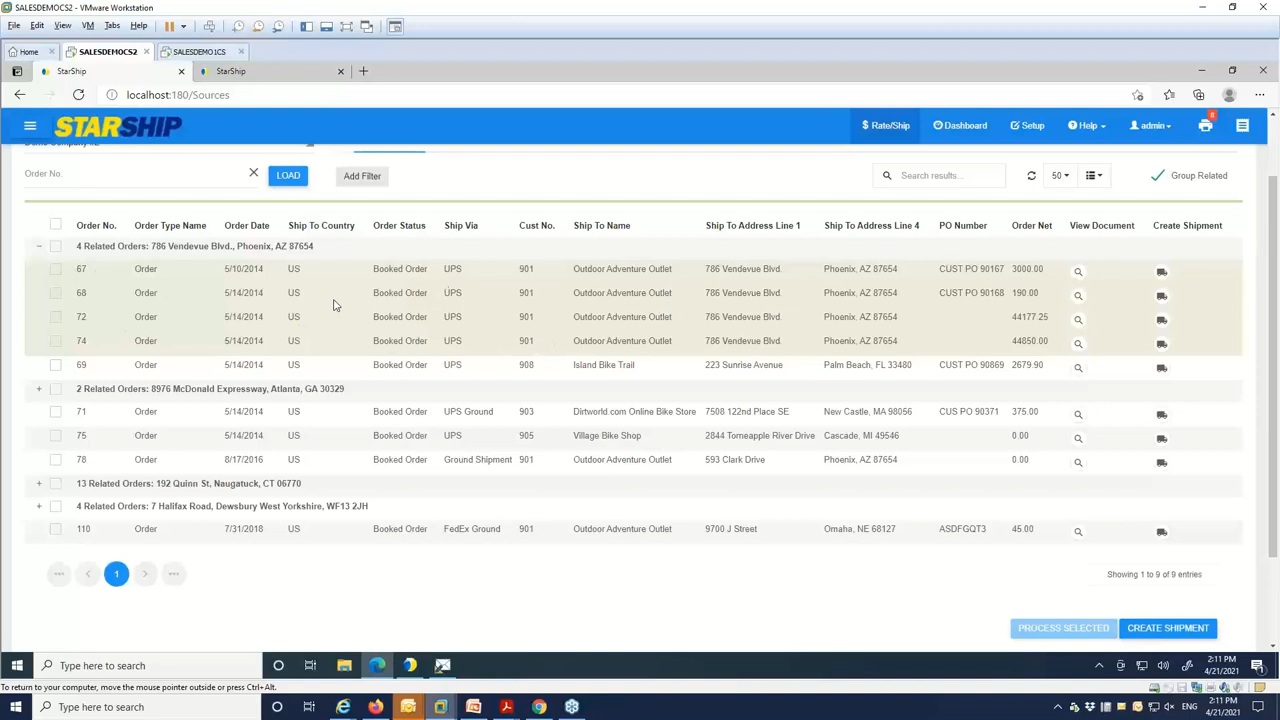 SALESDEMOCS2 - VMware Workstation
File Edit View VM Tabs Help
Home SALESDEMOCS2 SALESDEMO1CS
StarShip StarShip
localhost:180/Sources
STARSHIP Rate/Ship Dashboard Setup Help admin 8
Order No. LOAD Add Filter Search results... 50 Group Related
Order No. Order Type Name Order Date Ship To Country Order Status Ship Via Cust No. Ship To Name Ship To Address Line 1 Ship To Address Line 4 PO Number Order Net View Document Create Shipment
4 Related Orders: 786 Vendevue Blvd., Phoenix, AZ 87654
67 Order 5/10/2014 US Booked Order UPS 901 Outdoor Adventure Outlet 786 Vendevue Blvd. Phoenix, AZ 87654 CUST PO 90167 3000.00
68 Order 5/14/2014 US Booked Order UPS 901 Outdoor Adventure Outlet 786 Vendevue Blvd. Phoenix, AZ 87654 CUST PO 90168 190.00
72 Order 5/14/2014 US Booked Order UPS 901 Outdoor Adventure Outlet 786 Vendevue Blvd. Phoenix, AZ 87654 44177.25
74 Order 5/14/2014 US Booked Order UPS 901 Outdoor Adventure Outlet 786 Vendevue Blvd. Phoenix, AZ 87654 44850.00
69 Order 5/14/2014 US Booked Order UPS 908 Island Bike Trail 223 Sunrise Avenue Palm Beach, FL 33480 CUST PO 90869 2679.90
2 Related Orders: 8976 McDonald Expressway, Atlanta, GA 30329
71 Order 5/14/2014 US Booked Order UPS Ground 903 Dirtworld.com Online Bike Store 7508 122nd Place SE New Castle, MA 98056 CUS PO 90371 375.00
75 Order 5/14/2014 US Booked Order UPS 905 Village Bike Shop 2844 Torneapple River Drive Cascade, MI 49546 0.00
78 Order 8/17/2016 US Booked Order Ground Shipment 901 Outdoor Adventure Outlet 593 Clark Drive Phoenix, AZ 87654 0.00
13 Related Orders: 192 Quinn St, Naugatuck, CT 06770
4 Related Orders: 7 Halifax Road, Dewsbury West Yorkshire, WF13 2JH
110 Order 7/31/2018 US Booked Order FedEx Ground 901 Outdoor Adventure Outlet 9700 J Street Omaha, NE 68127 ASDFGQT3 45.00
1 Showing 1 to 9 of 9 entries
PROCESS SELECTED CREATE SHIPMENT
Type here to search 2:11 PM
4/21/2021
To return to your computer, move the mouse pointer outside or press Ctrl+Alt.
Type here to search ENG 2:11 PM
4/21/2021